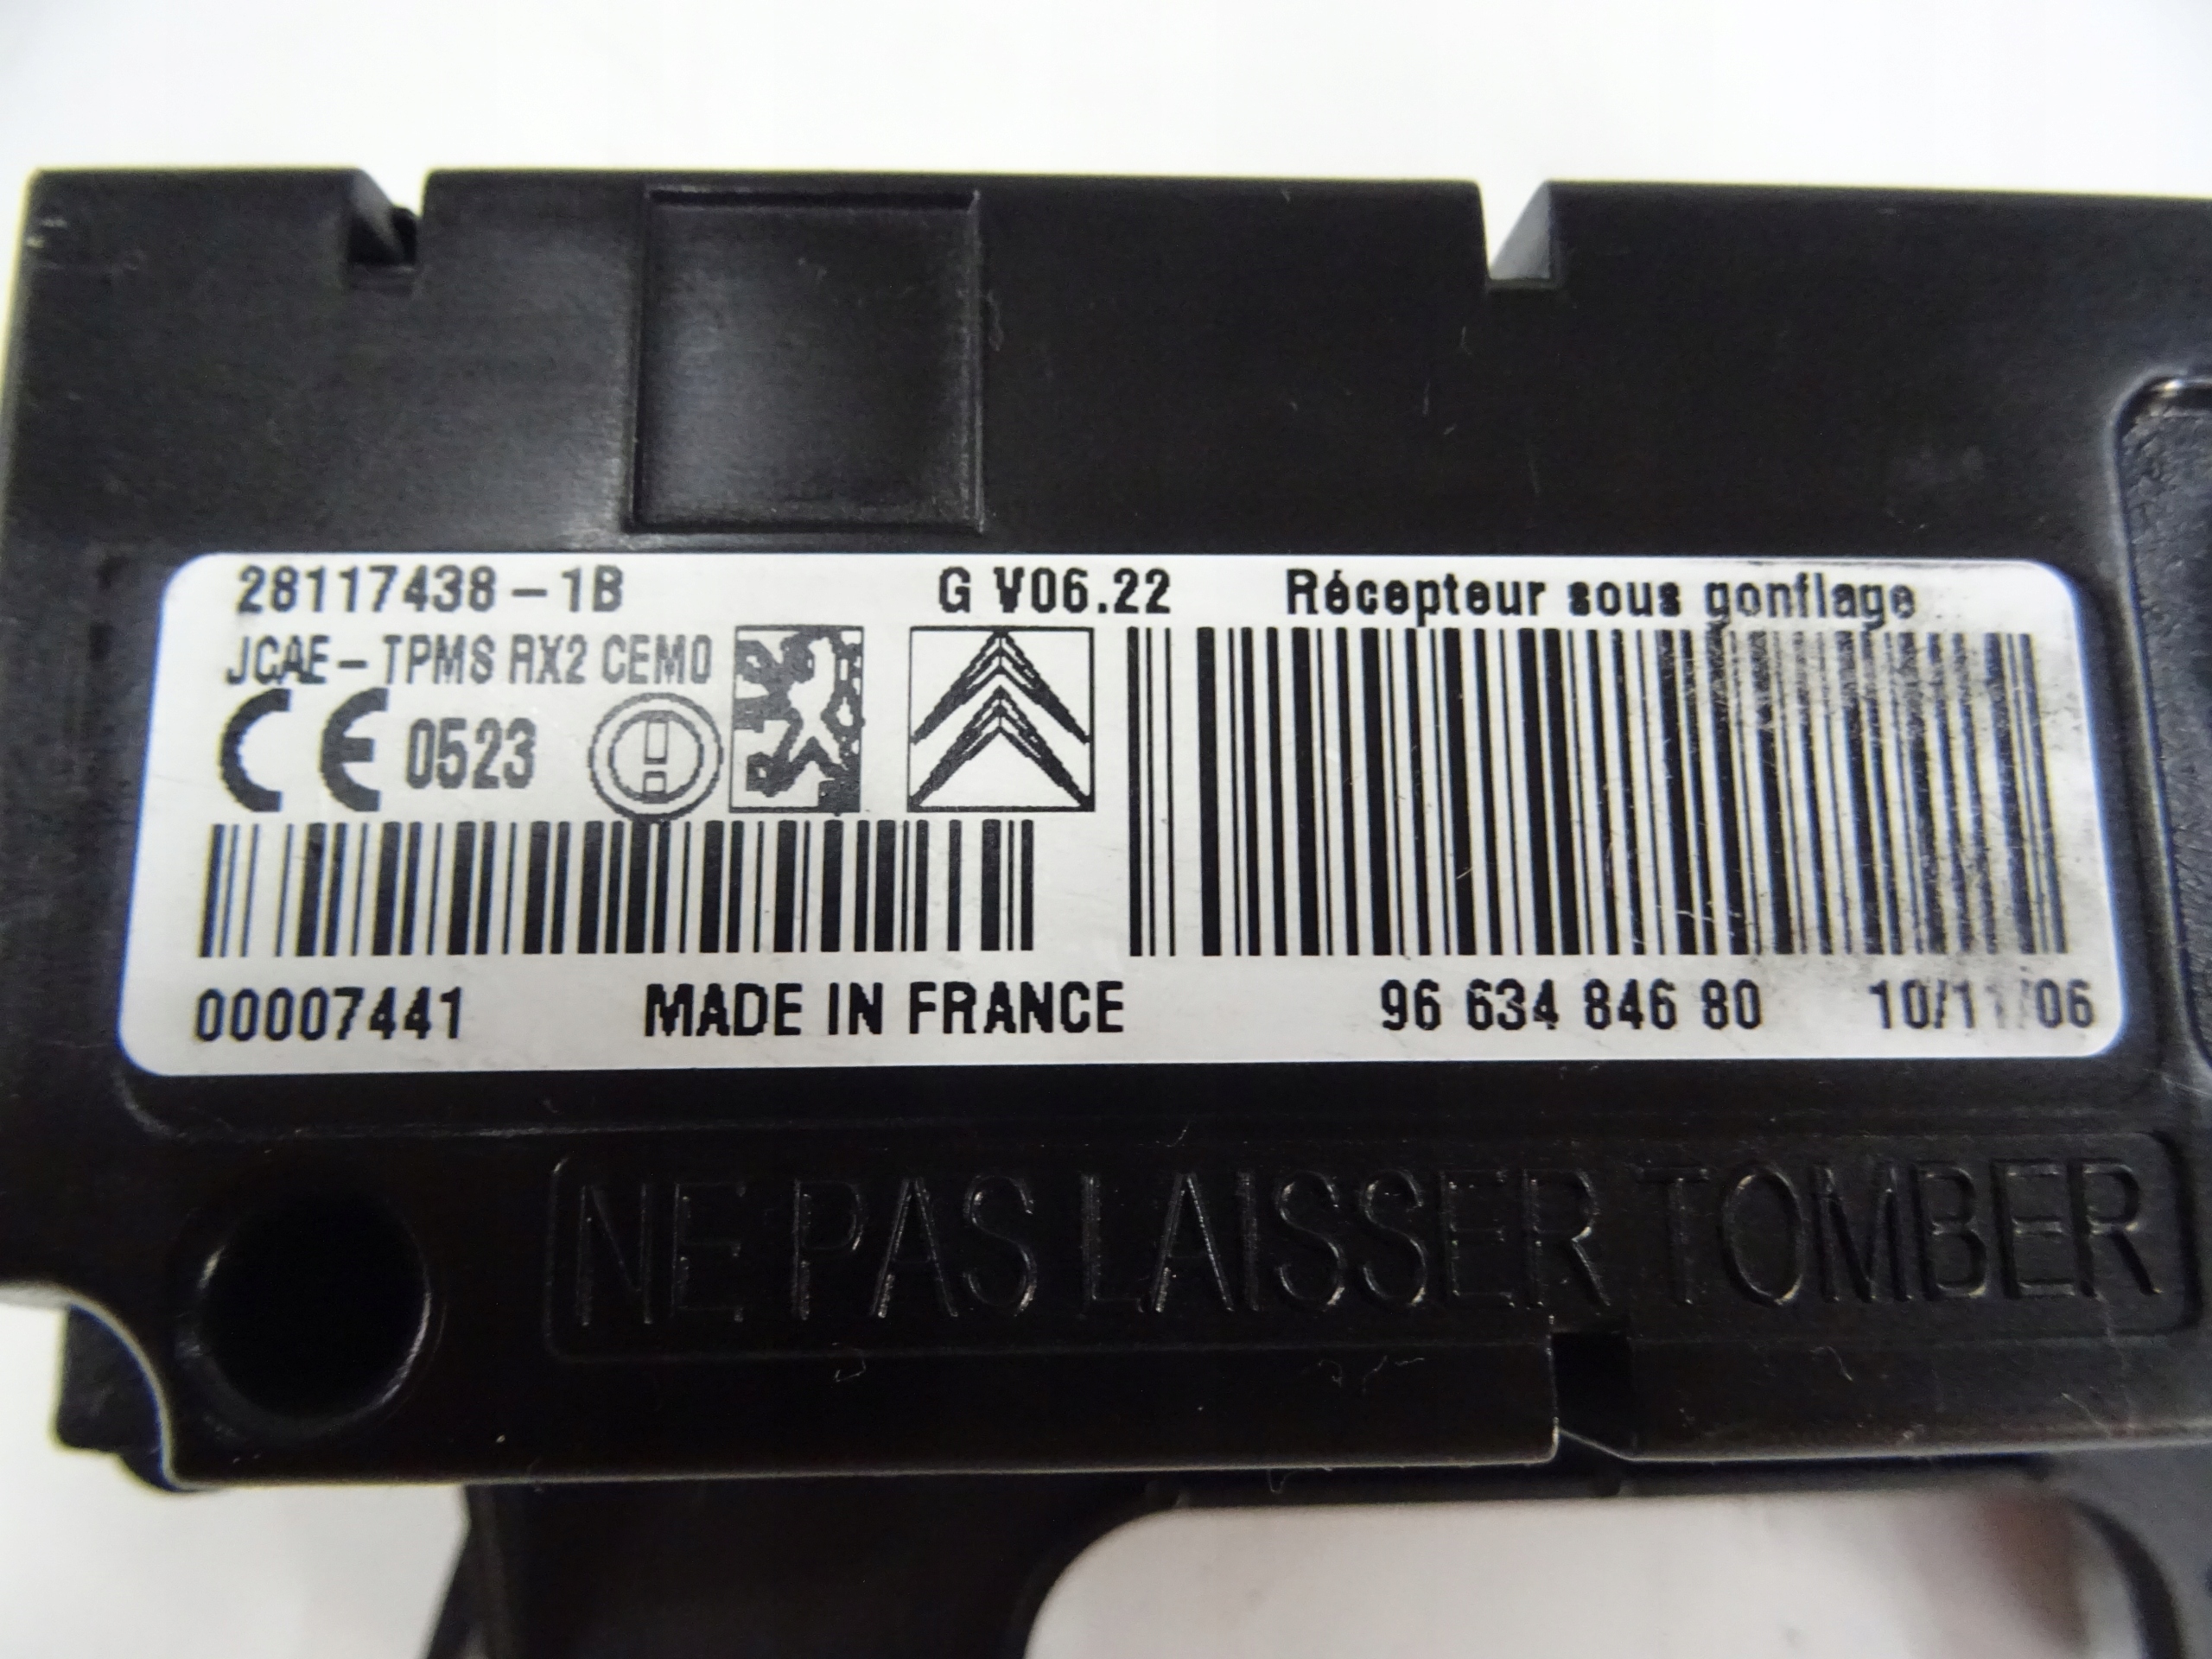 28117438-1B G V06.22 Récepteur sous gonflage
JCAE-TPMS RX2 CEM0
CE 0523
00007441 MADE IN FRANCE 96 634 846 80 10/11/06
NE PAS LAISSER TOMBER